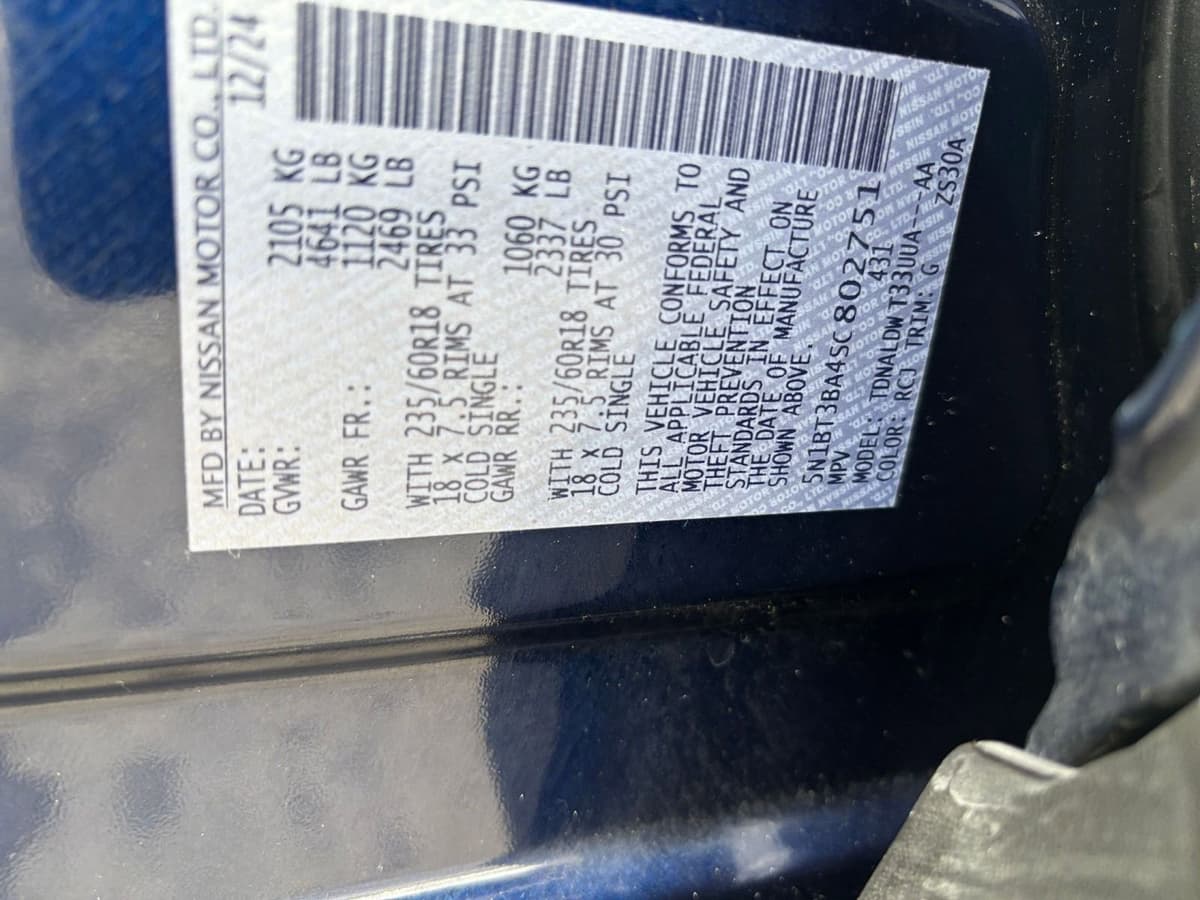 MFD BY NISSAN MOTOR CO., LTD.
DATE: 12/24
GVWR: 2105 KG
4641 LB
GAWR FR.: 1120 KG
2469 LB
WITH 235/60R18 TIRES
18 x 7.5 RIMS AT 33 PSI
COLD SINGLE
GAWR RR.: 1060 KG
2337 LB
WITH 235/60R18 TIRES
18 x 7.5 RIMS AT 30 PSI
COLD SINGLE
THIS VEHICLE CONFORMS TO
ALL APPLICABLE FEDERAL
MOTOR VEHICLE SAFETY AND
THEFT PREVENTION
STANDARDS IN EFFECT ON
THE DATE OF MANUFACTURE
SHOWN ABOVE
5N1BT3BA4SC802751
MPV 431
MODEL: TDNALDWT33UUA--AA
COLOR: RCJ TRIM: G ZS30A